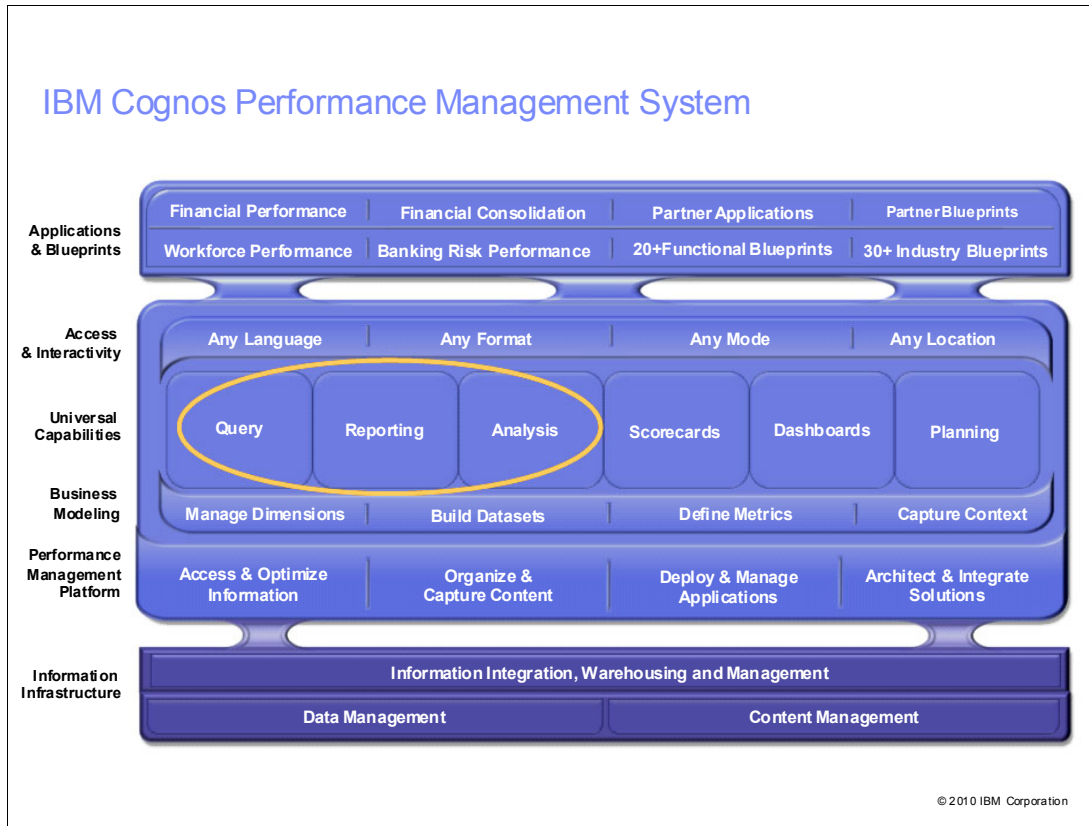 IBM Cognos Performance Management System
Applications
& Blueprints
Financial Performance
Financial Consolidation
Partner Applications
Partner Blueprints
Workforce Performance
Banking Risk Performance
20+Functional Blueprints
30+ Industry Blueprints
Access
& Interactivity
Any Language
Any Format
Any Mode
Any Location
Universal
Capabilities
Query
Reporting
Analysis
Scorecards
Dashboards
Planning
Business
Modeling
Manage Dimensions
Build Datasets
Define Metrics
Capture Context
Performance
Management
Platform
Access & Optimize
Information
Organize &
Capture Content
Deploy & Manage
Applications
Architect & Integrate
Solutions
Information
Infrastructure
Information Integration, Warehousing and Management
Data Management
Content Management
© 2010 IBM Corporation